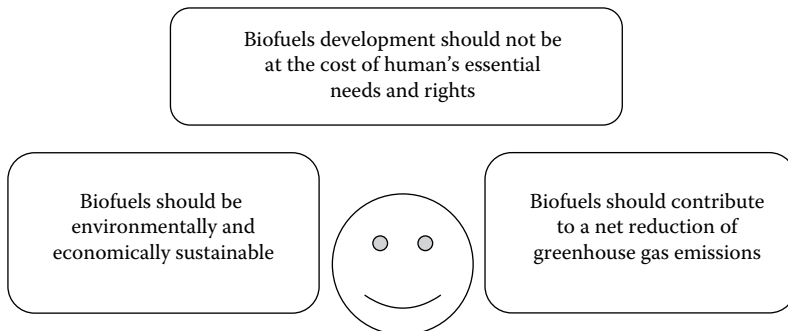 Biofuels development should not be
at the cost of human's essential
needs and rights
Biofuels should be
environmentally and
economically sustainable
Biofuels should contribute
to a net reduction of
greenhouse gas emissions